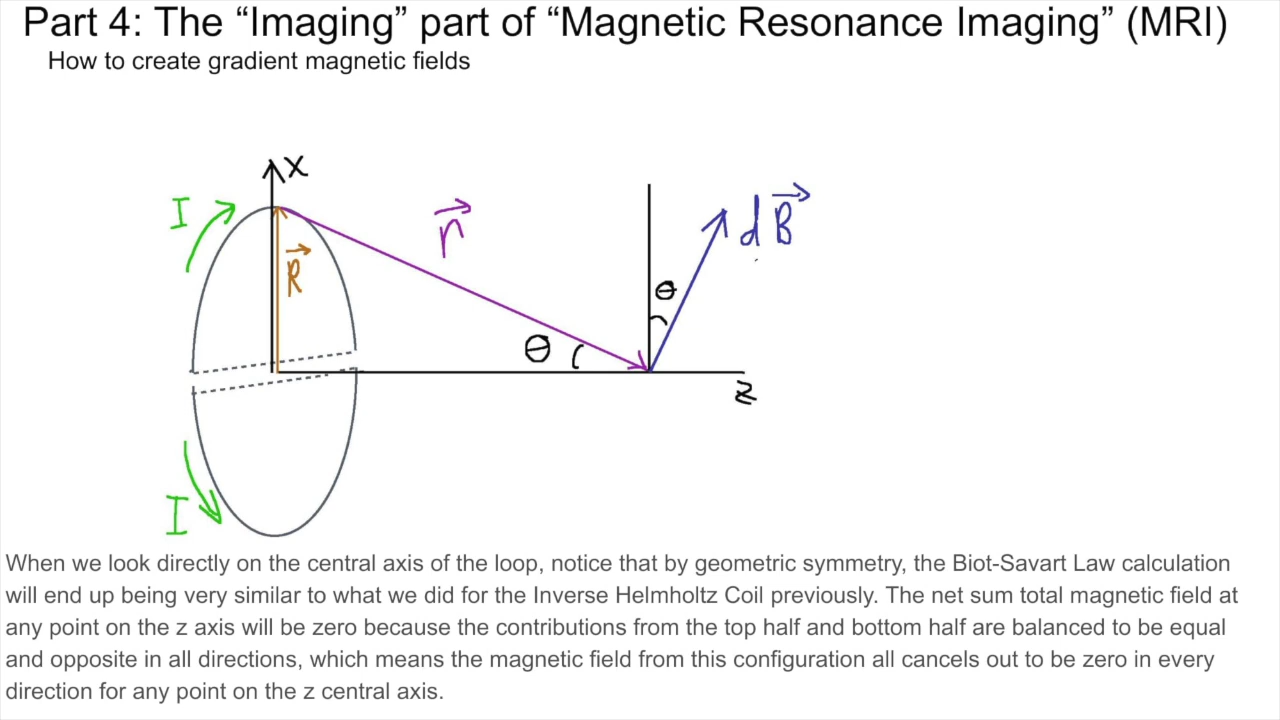 Part 4: The “Imaging” part of “Magnetic Resonance Imaging” (MRI)
How to create gradient magnetic fields
X
I
r
dB
R
θ
θ
z
I
When we look directly on the central axis of the loop, notice that by geometric symmetry, the Biot-Savart Law calculation
will end up being very similar to what we did for the Inverse Helmholtz Coil previously. The net sum total magnetic field at
any point on the z axis will be zero because the contributions from the top half and bottom half are balanced to be equal
and opposite in all directions, which means the magnetic field from this configuration all cancels out to be zero in every
direction for any point on the z central axis.